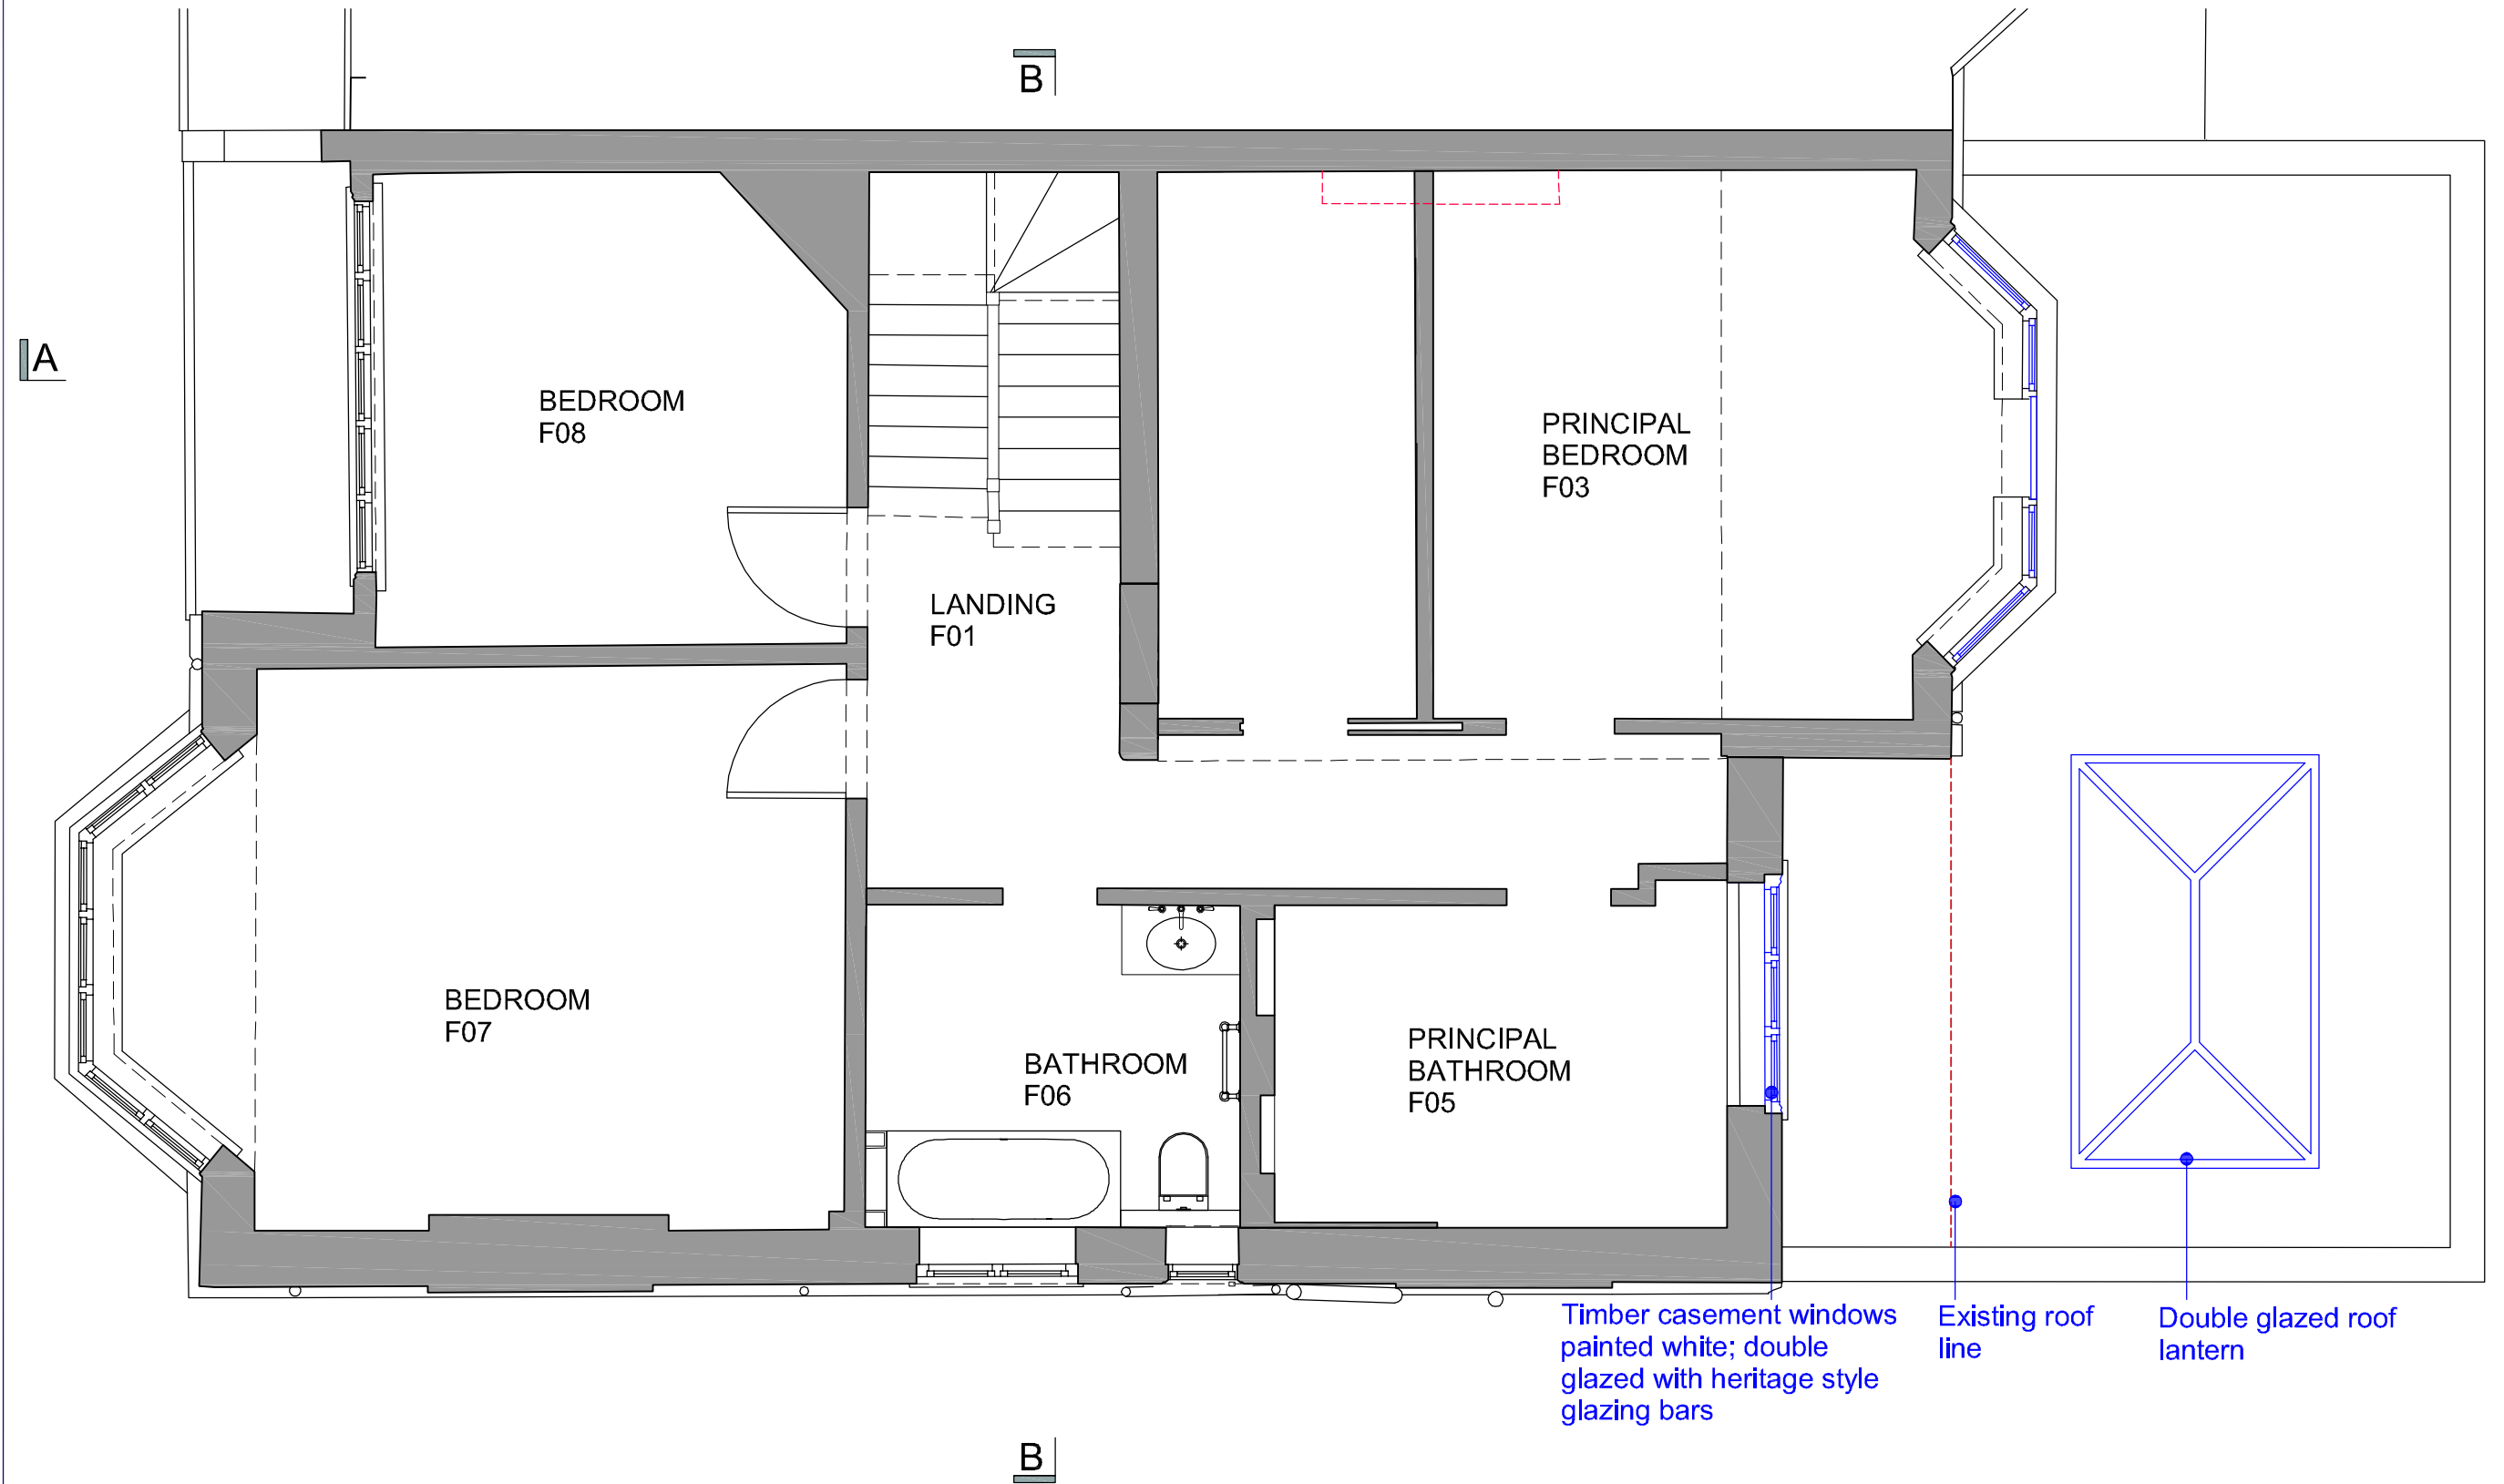 B
A
BEDROOM
F08
PRINCIPAL
BEDROOM
F03
LANDING
F01
BEDROOM
F07
BATHROOM
F06
PRINCIPAL
BATHROOM
F05
Timber casement windows
painted white; double
glazed with heritage style
glazing bars
Existing roof
line
Double glazed roof
lantern
B